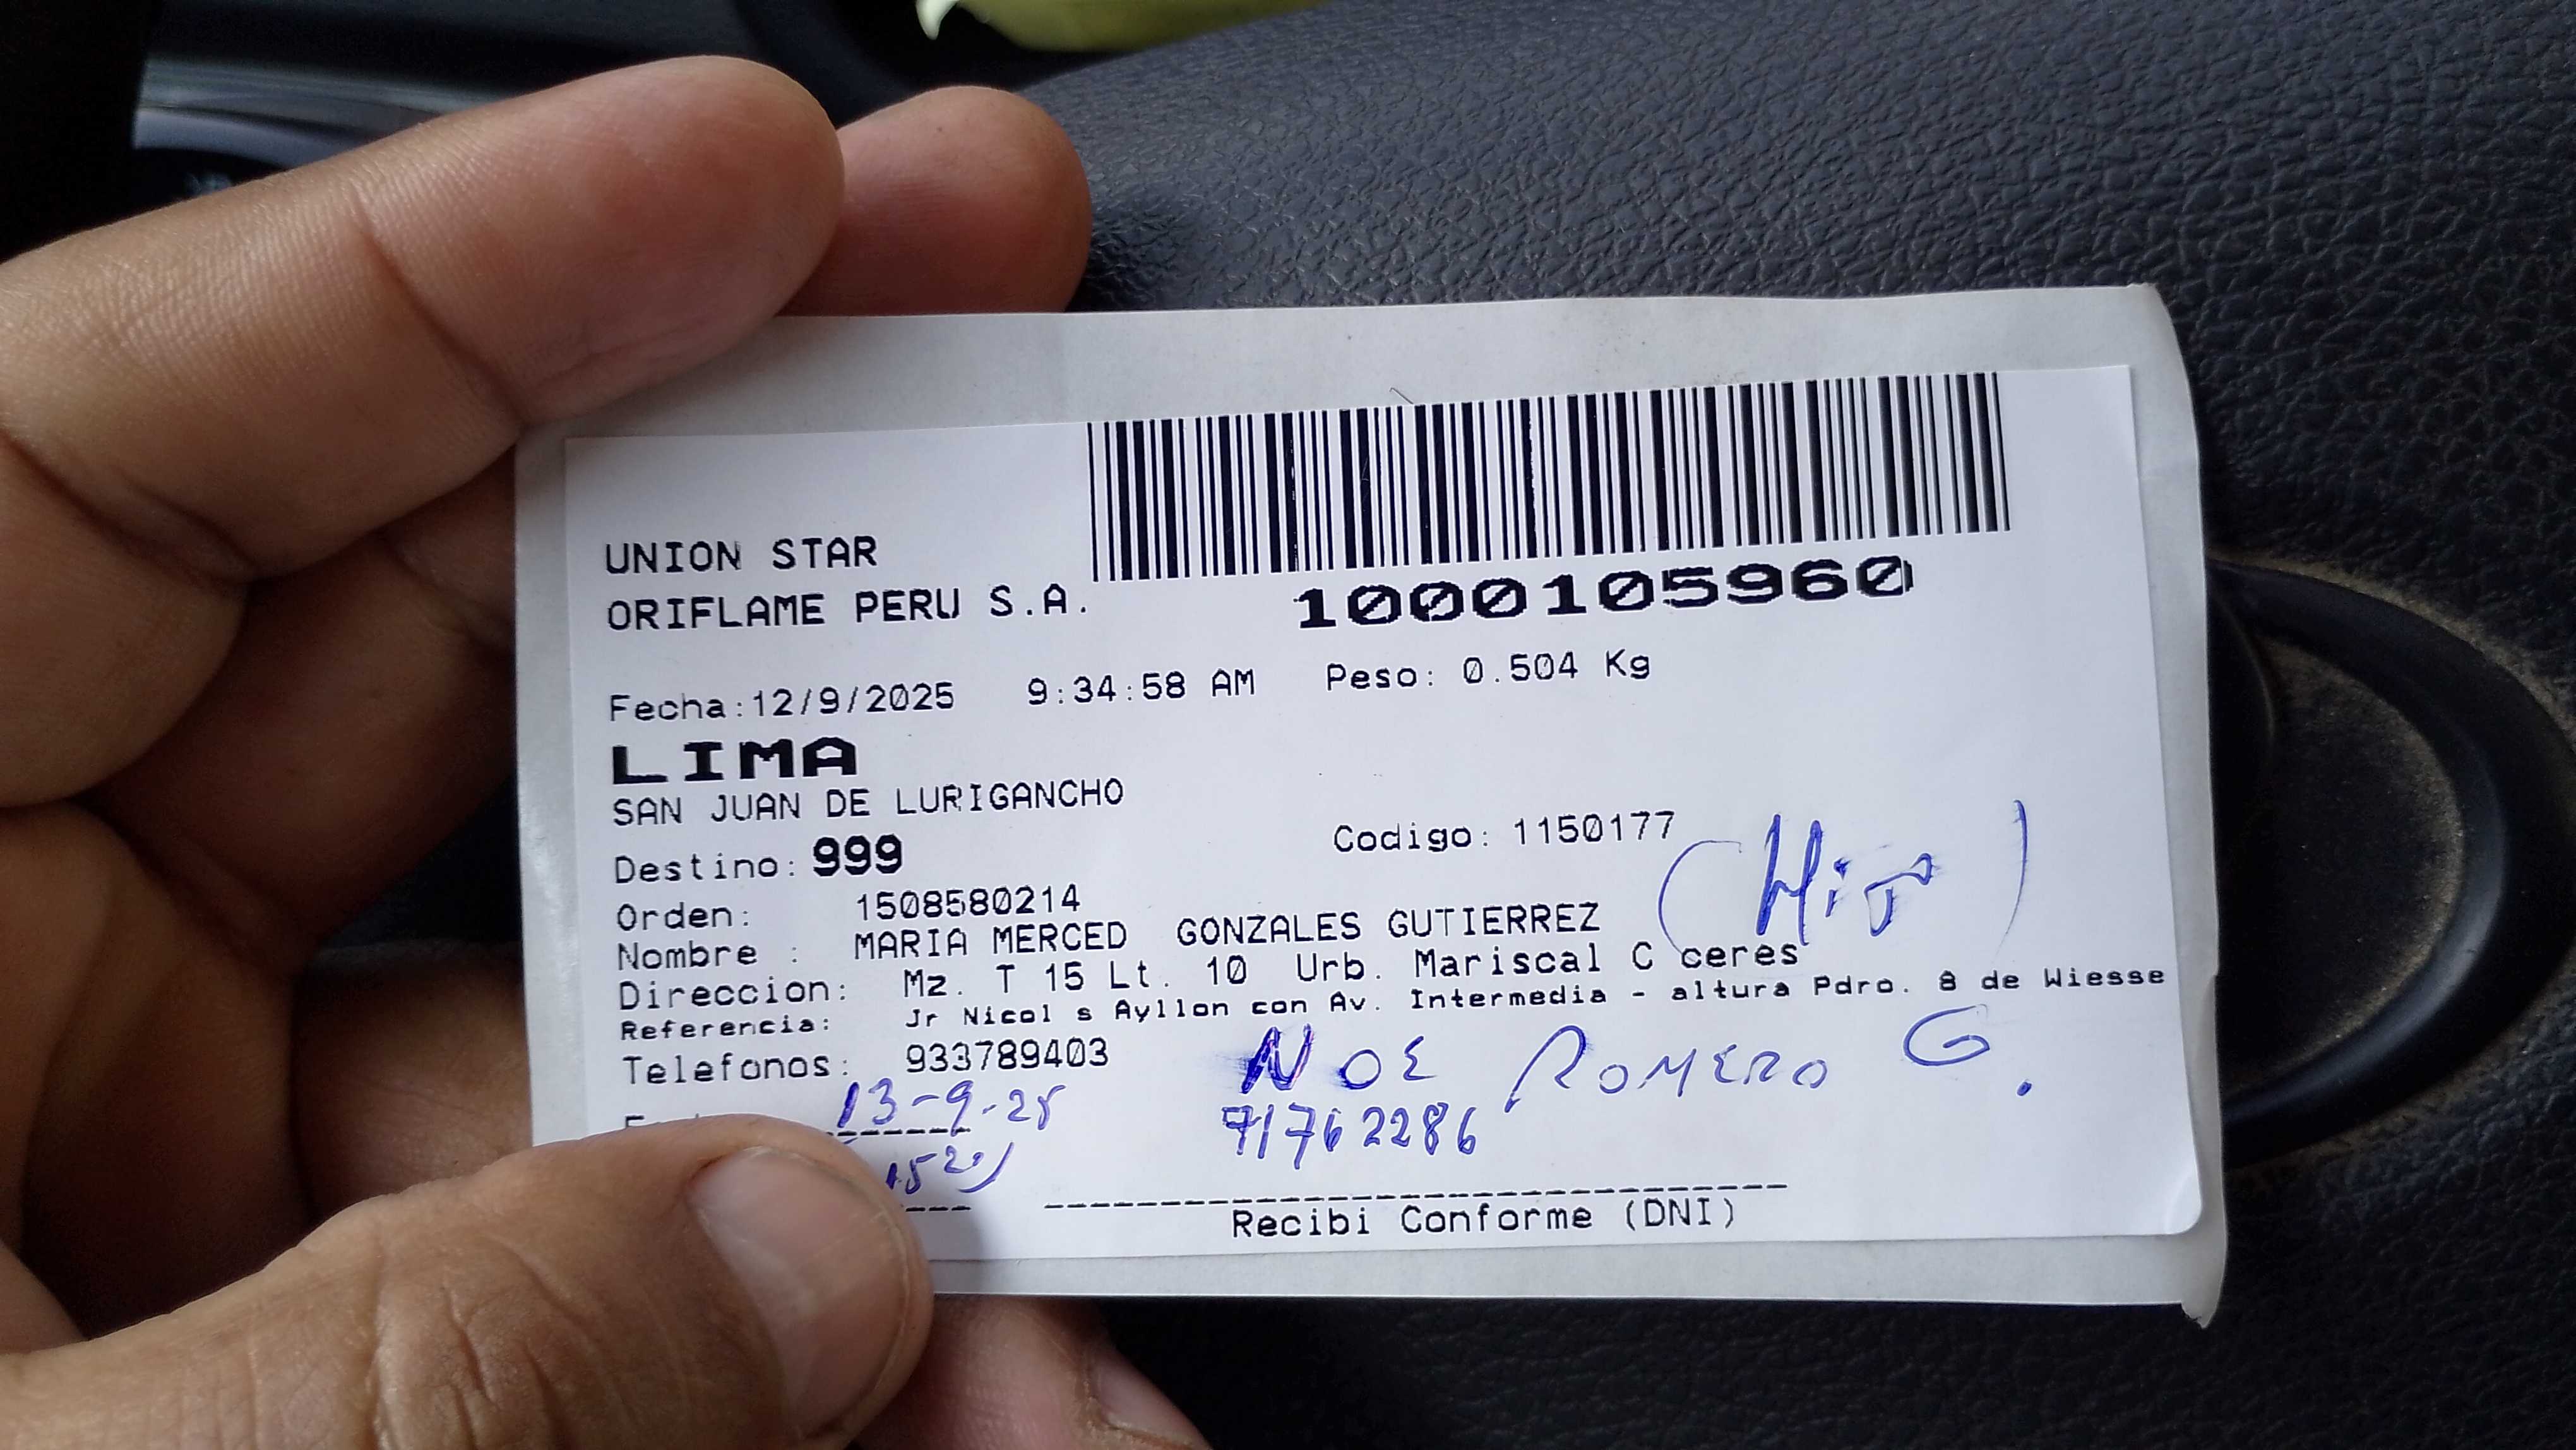 UNION STAR
ORIFLAME PERU S.A.
1000105960
Fecha:12/9/2025 9:34:58 AM Peso: 0.504 Kg
LIMA
SAN JUAN DE LURIGANCHO
Destino: 999 Codigo: 1150177
(HiJo)
Orden: 1508580214
Nombre : MARIA MERCED GONZALES GUTIERREZ
Direccion: Mz. T 15 Lt. 10 Urb. Mariscal C ceres
Referencia: Jr Nicol s Ayllon con Av. Intermedia - altura Pdro. 8 de Wiesse
Telefonos: 933789403
13-9-25 NOE ROMERO G.
71762286
Recibi Conforme (DNI)